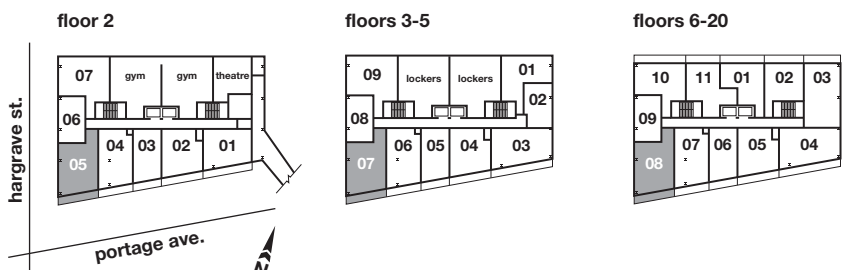 floor 2
floors 3-5
floors 6-20
hargrave st.
07
gym
gym
theatre
06
05
04
03
02
01
portage ave.
N
09
lockers
lockers
01
02
08
07
06
05
04
03
10
11
01
02
03
09
08
07
06
05
04